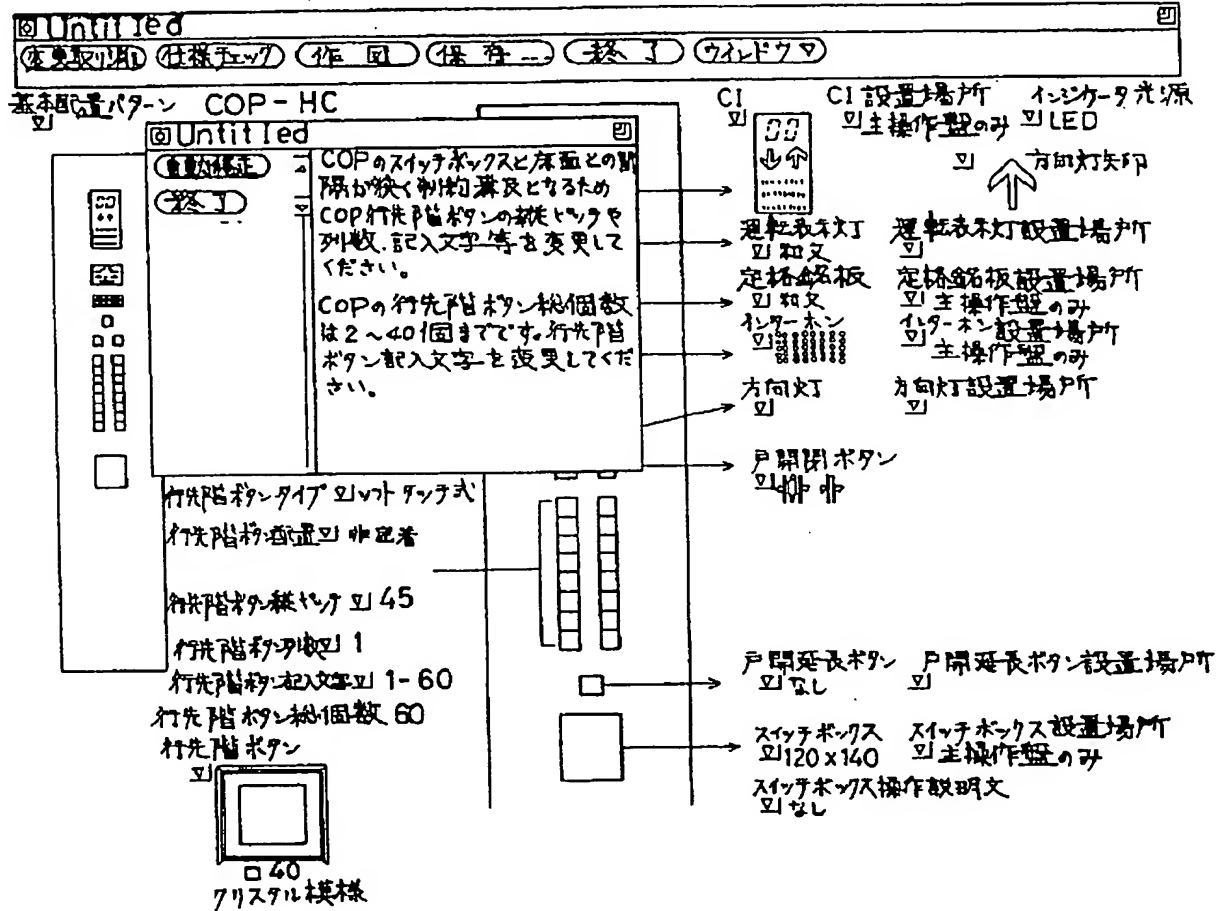 Untitled
変更取り消し 仕様チェック 作図 保存... 終了 ウインドウ▽
基本配置パターン COP-HC
Untitled
自動修正
終了
COPのスイッチボックスと床面との間
隔が狭く制約違反となるため
COP行先階ボタンの縦ピッチや
列数、記入文字等を変更して
ください。
COPの行先階ボタン総個数
は2～40個までです。行先階
ボタン記入文字を変更してくだ
さい。
CI
CI設置場所
主操作盤のみ
インジケータ光源
LED
方向灯矢印
運転表示灯
和文
運転表示灯設置場所
定格銘板
和文
定格銘板設置場所
主操作盤のみ
インターホン
インターホン設置場所
主操作盤のみ
方向灯
方向灯設置場所
戸開閉ボタン
行先階ボタンタイプ ソフトタッチ式
行先階ボタン配置 非密着
行先階ボタン縦ピッチ 45
行先階ボタン列数 1
行先階ボタン記入文字 1-60
行先階ボタン総個数 60
行先階ボタン
□40
クリスタル模様
戸開延長ボタン
なし
戸開延長ボタン設置場所
スイッチボックス
120x140
スイッチボックス設置場所
主操作盤のみ
スイッチボックス操作説明文
なし